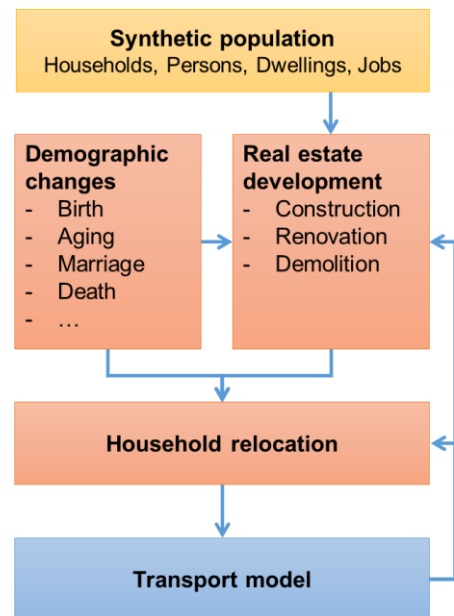 Synthetic population
Households, Persons, Dwellings, Jobs
Demographic
changes
- Birth
- Aging
- Marriage
- Death
- …
Real estate
development
- Construction
- Renovation
- Demolition
Household relocation
Transport model